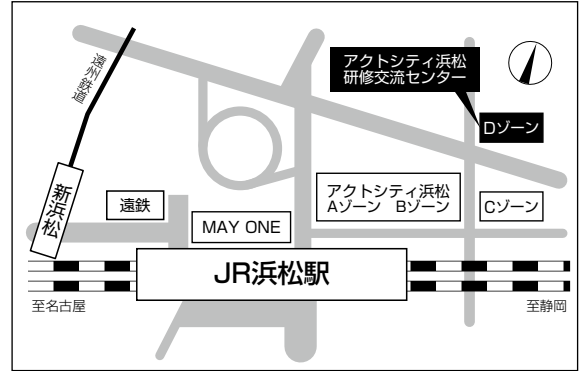 アクトシティ浜松
研修交流センター
遠州鉄道
Dゾーン
新浜松
遠鉄
アクトシティ浜松
Aゾーン Bゾーン
Cゾーン
MAY ONE
JR浜松駅
至名古屋
至静岡